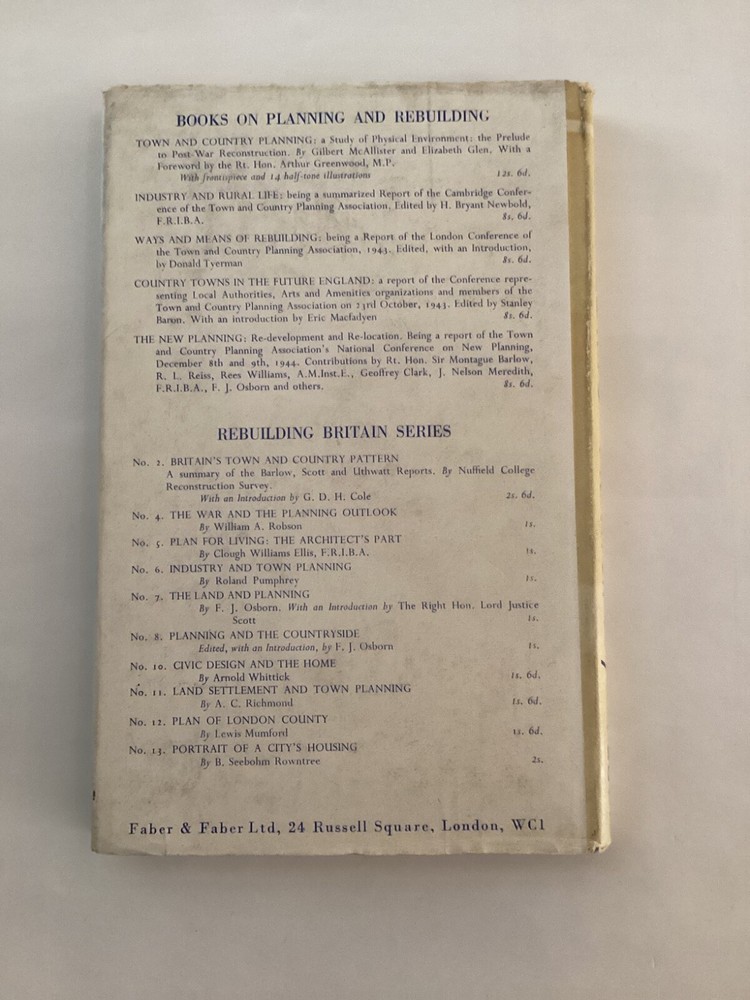 BOOKS ON PLANNING AND REBUILDING
TOWN AND COUNTRY PLANNING: a Study of Physical Environment: the Prelude
to Post-War Reconstruction. By Gilbert McAllister and Elizabeth Glen. With a
Foreword by the Rt. Hon. Arthur Greenwood, M.P.
With frontispiece and 14 half-tone illustrations 12s. 6d.
INDUSTRY AND RURAL LIFE: being a summarized Report of the Cambridge Confer-
ence of the Town and Country Planning Association. Edited by H. Bryant Newbold,
F.R.I.B.A. 8s. 6d.
WAYS AND MEANS OF REBUILDING: being a Report of the London Conference of
the Town and Country Planning Association, 1943. Edited, with an Introduction,
by Donald Tyerman 8s. 6d.
COUNTRY TOWNS IN THE FUTURE ENGLAND: a report of the Conference repre-
senting Local Authorities, Arts and Amenities organizations and members of the
Town and Country Planning Association on 23rd October, 1943. Edited by Stanley
Baron. With an introduction by Eric Macfadyen 8s. 6d.
THE NEW PLANNING: Re-development and Re-location. Being a report of the Town
and Country Planning Association's National Conference on New Planning,
December 8th and 9th, 1944. Contributions by Rt. Hon. Sir Montague Barlow,
R. L. Reiss, Rees Williams, A.M.Inst.E., Geoffrey Clark, J. Nelson Meredith,
F.R.I.B.A., F. J. Osborn and others. 8s. 6d.
REBUILDING BRITAIN SERIES
No. 2. BRITAIN'S TOWN AND COUNTRY PATTERN
A summary of the Barlow, Scott and Uthwatt Reports. By Nuffield College
Reconstruction Survey.
With an Introduction by G. D. H. Cole 2s. 6d.
No. 4. THE WAR AND THE PLANNING OUTLOOK
By William A. Robson 1s.
No. 5. PLAN FOR LIVING: THE ARCHITECT'S PART
By Clough Williams Ellis, F.R.I.B.A. 1s.
No. 6. INDUSTRY AND TOWN PLANNING
By Roland Pumphrey 1s.
No. 7. THE LAND AND PLANNING
By F. J. Osborn. With an Introduction by The Right Hon. Lord Justice
Scott 1s.
No. 8. PLANNING AND THE COUNTRYSIDE
Edited, with an Introduction, by F. J. Osborn 1s.
No. 10. CIVIC DESIGN AND THE HOME
By Arnold Whittick 1s. 6d.
No. 11. LAND SETTLEMENT AND TOWN PLANNING
By A. C. Richmond 1s. 6d.
No. 12. PLAN OF LONDON COUNTY
By Lewis Mumford 1s. 6d.
No. 13. PORTRAIT OF A CITY'S HOUSING
By B. Seebohm Rowntree 2s.
Faber & Faber Ltd, 24 Russell Square, London, WC1